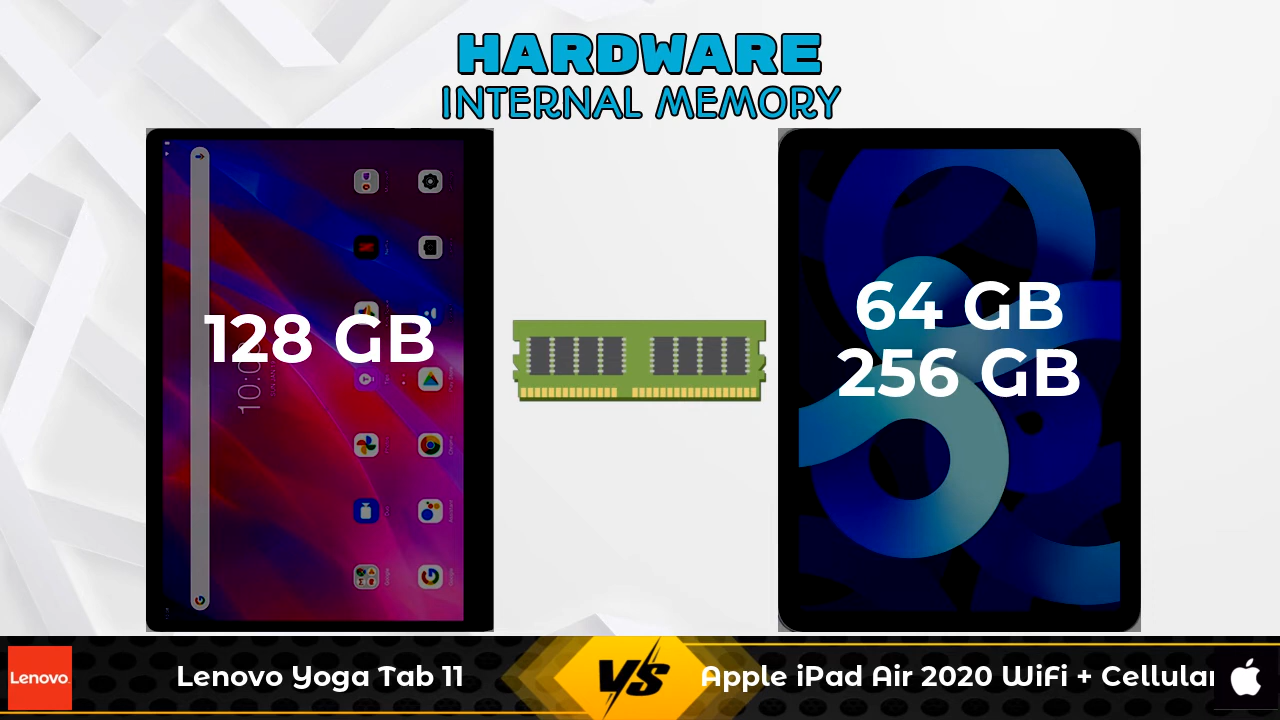 HARDWARE
INTERNAL MEMORY
128 GB
64 GB
256 GB
Lenovo
Lenovo Yoga Tab 11
VS
Apple iPad Air 2020 WiFi + Cellular